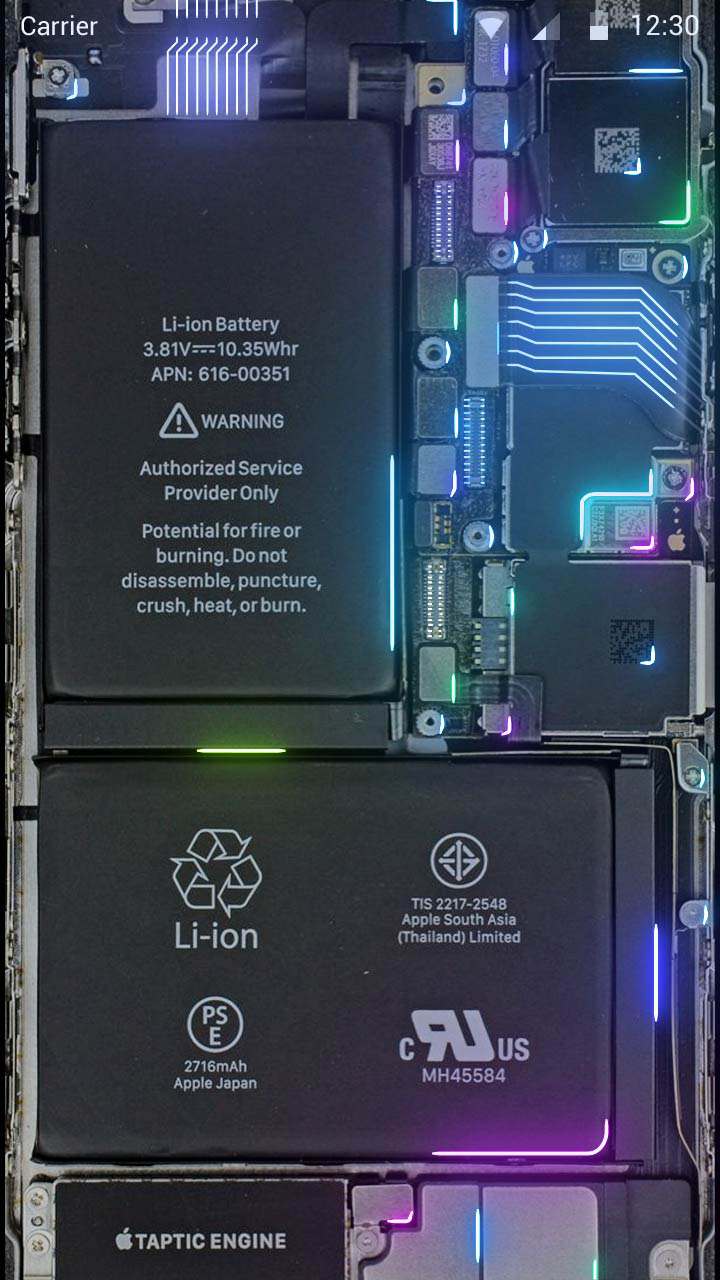 Carrier
12:30
Li-ion Battery
3.81V⎓10.35Whr
APN: 616-00351
WARNING
Authorized Service
Provider Only
Potential for fire or
burning. Do not
disassemble, puncture,
crush, heat, or burn.
Li-ion
TIS 2217-2548
Apple South Asia
(Thailand) Limited
PS
E
2716mAh
Apple Japan
C RU US
MH45584
TAPTIC ENGINE